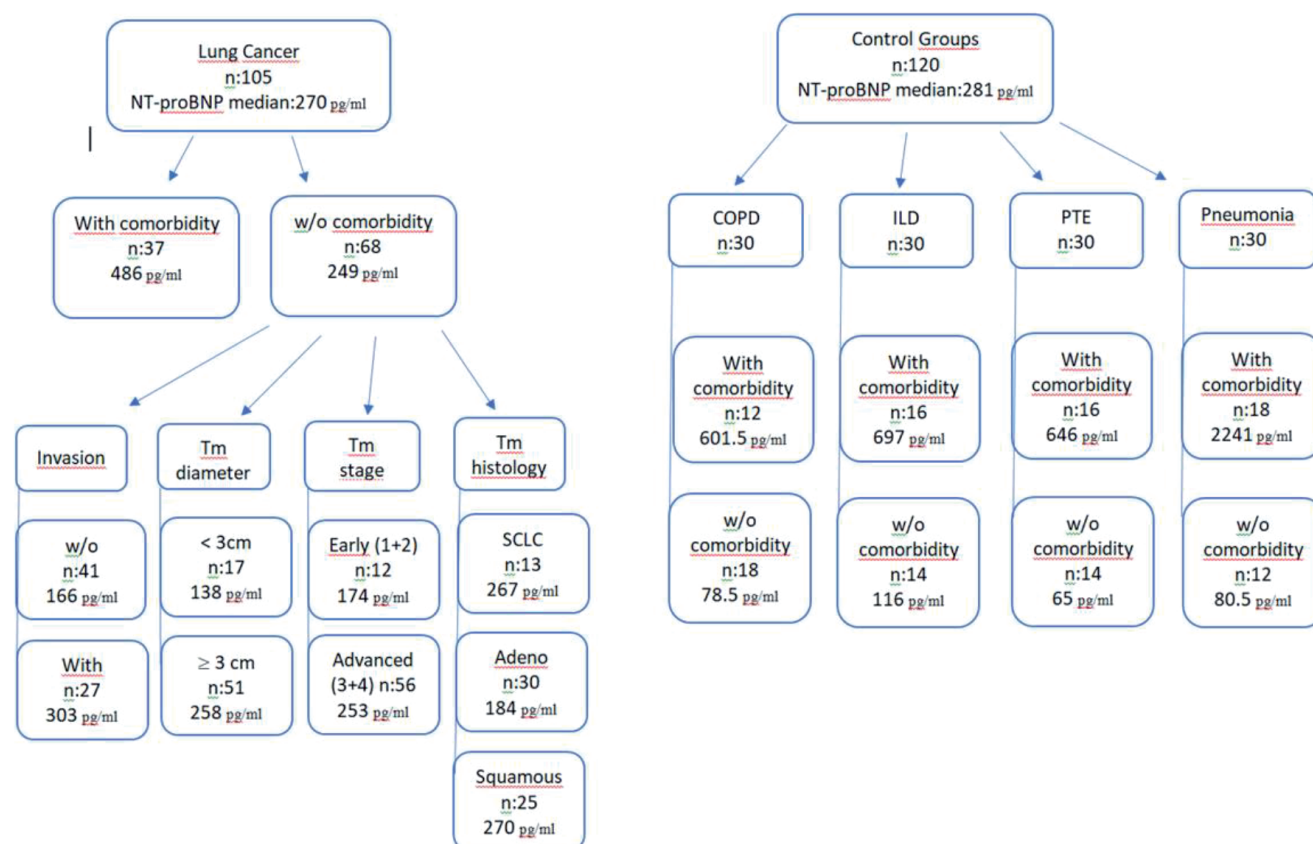 Lung Cancer
n:105
NT-proBNP median:270 pg/ml
With comorbidity
n:37
486 pg/ml
w/o comorbidity
n:68
249 pg/ml
Invasion
w/o
n:41
166 pg/ml
With
n:27
303 pg/ml
Tm
diameter
< 3cm
n:17
138 pg/ml
≥ 3 cm
n:51
258 pg/ml
Tm
stage
Early (1+2)
n:12
174 pg/ml
Advanced
(3+4) n:56
253 pg/ml
Tm
histology
SCLC
n:13
267 pg/ml
Adeno
n:30
184 pg/ml
Squamous
n:25
270 pg/ml
Control Groups
n:120
NT-proBNP median:281 pg/ml
COPD
n:30
With
comorbidity
n:12
601.5 pg/ml
w/o
comorbidity
n:18
78.5 pg/ml
ILD
n:30
With
comorbidity
n:16
697 pg/ml
w/o
comorbidity
n:14
116 pg/ml
PTE
n:30
With
comorbidity
n:16
646 pg/ml
w/o
comorbidity
n:14
65 pg/ml
Pneumonia
n:30
With
comorbidity
n:18
2241 pg/ml
w/o
comorbidity
n:12
80.5 pg/ml